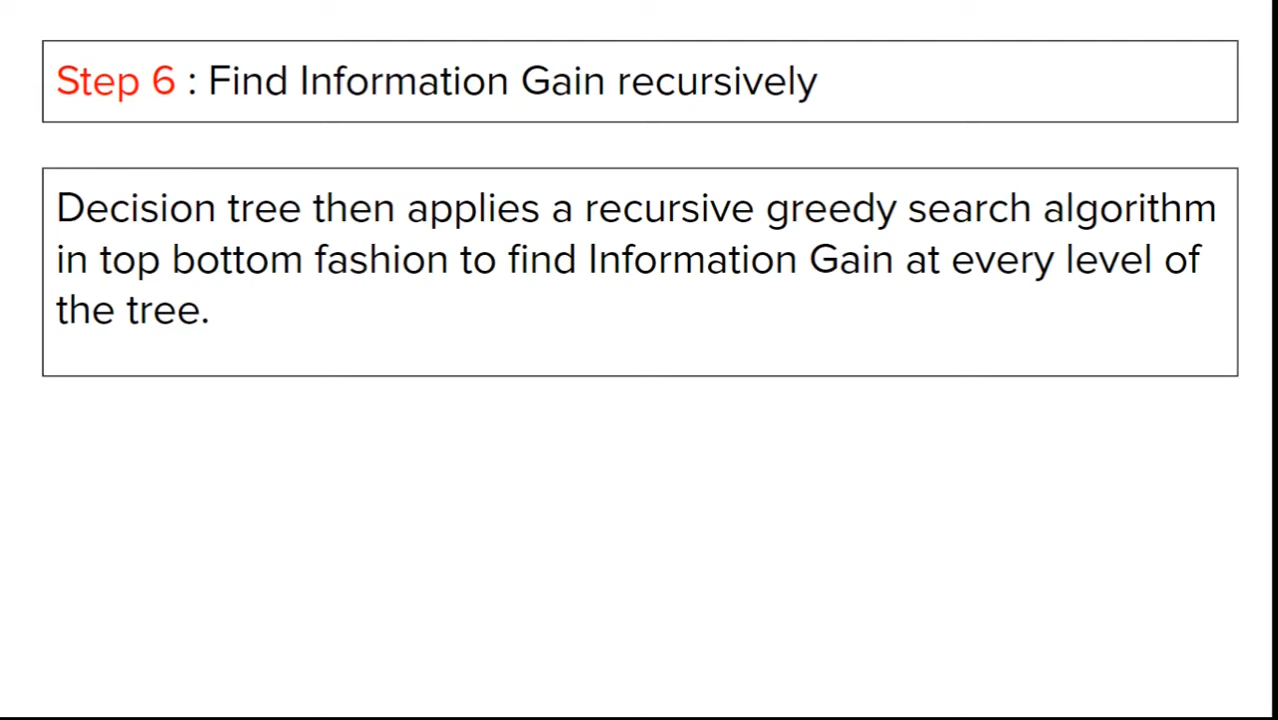 Step 6 : Find Information Gain recursively
Decision tree then applies a recursive greedy search algorithm
in top bottom fashion to find Information Gain at every level of
the tree.